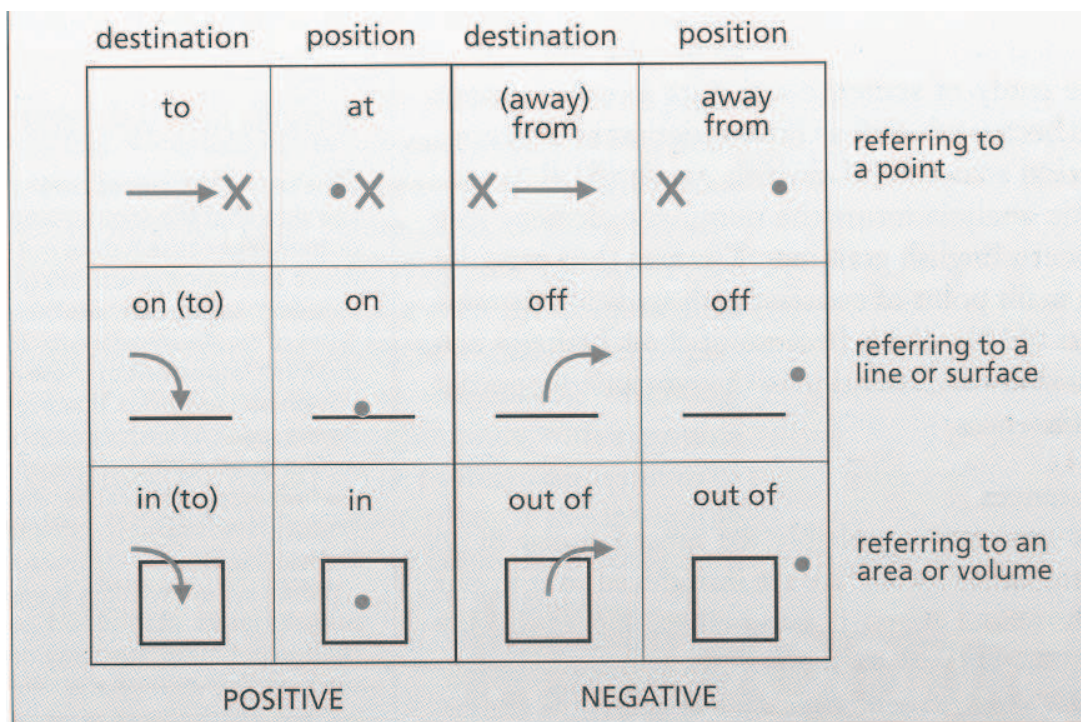 destination position destination position
to at (away) from away from referring to a point
on (to) on off off referring to a line or surface
in (to) in out of out of referring to an area or volume
POSITIVE NEGATIVE